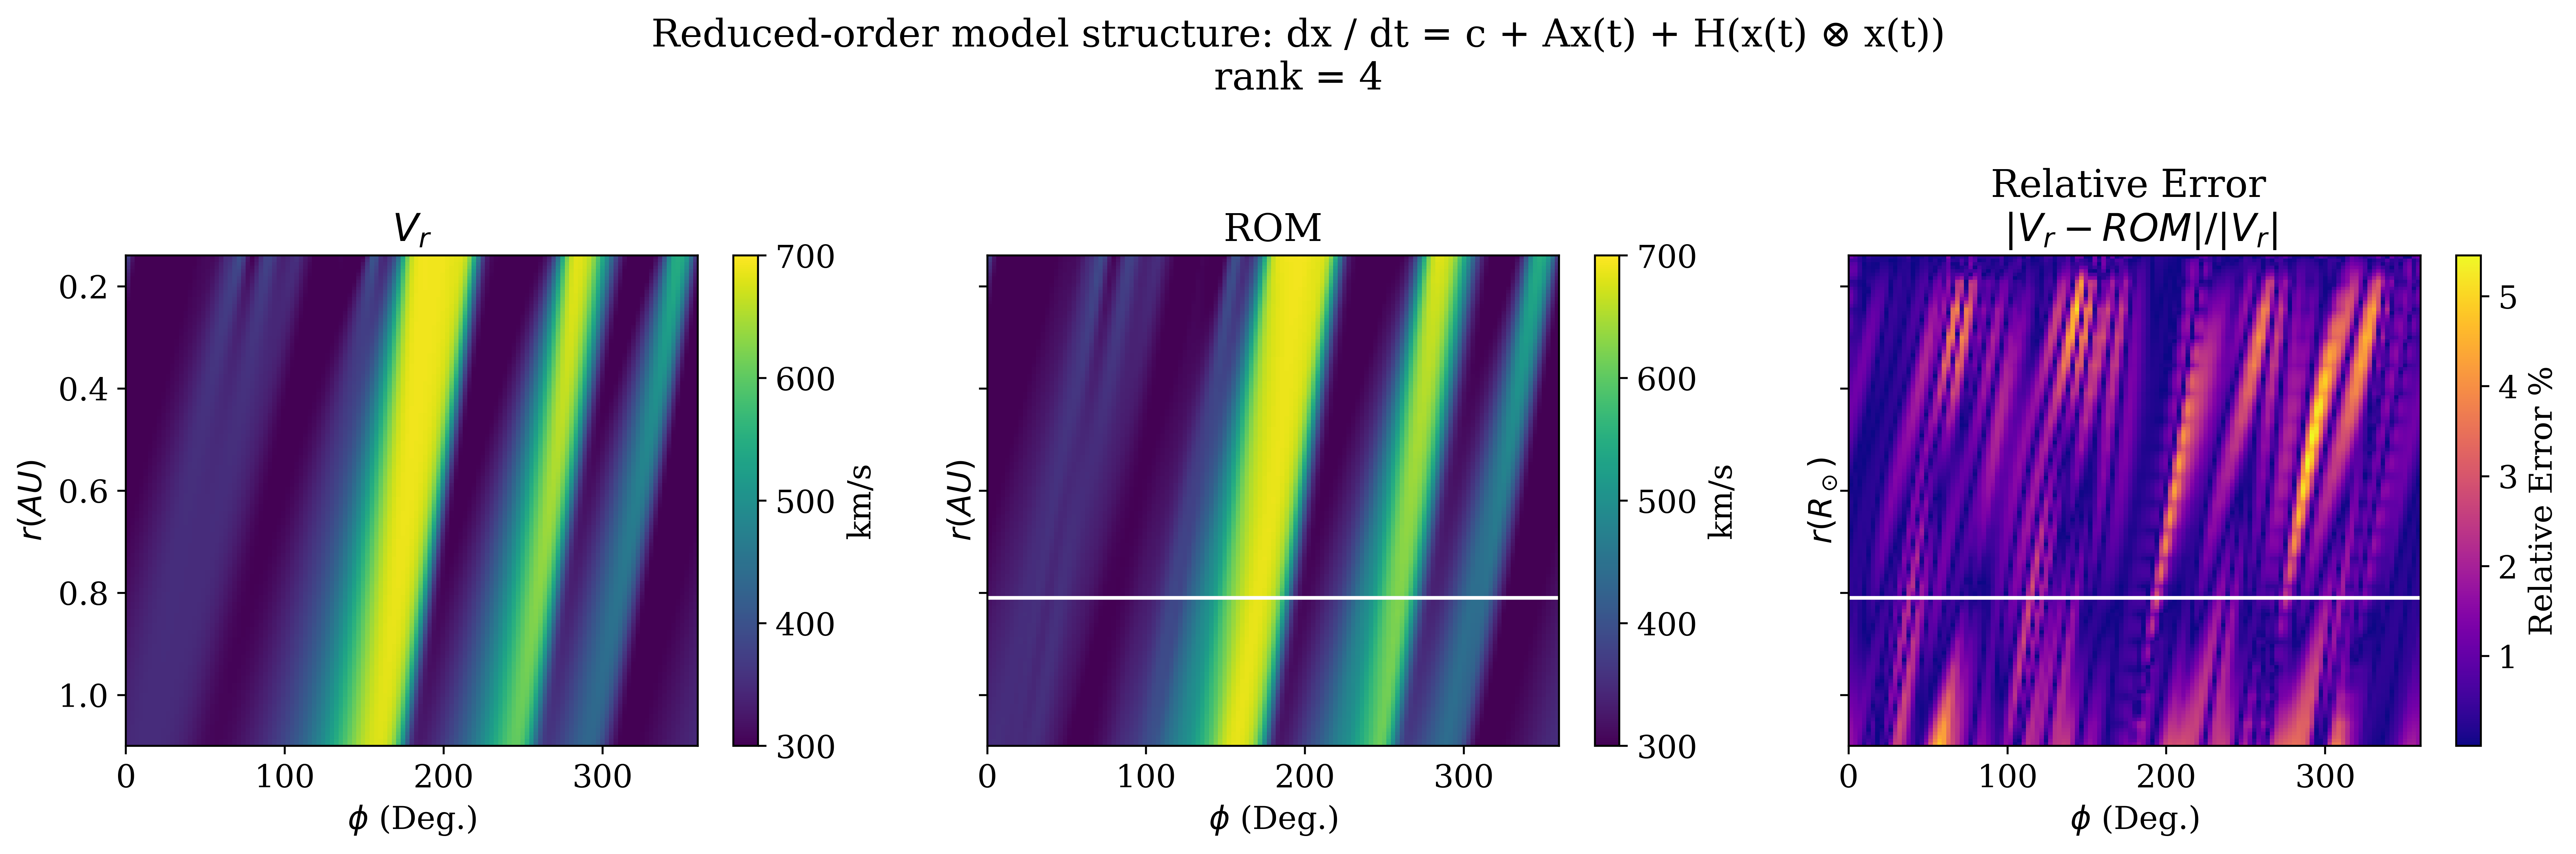 Reduced-order model structure: dx / dt = c + Ax(t) + H(x(t) ⊗ x(t))
rank = 4
V_r
0.2
0.4
0.6
0.8
1.0
r(AU)
0 100 200 300
ϕ (Deg.)
700
600
500
400
300
km/s
ROM
r(AU)
0 100 200 300
ϕ (Deg.)
700
600
500
400
300
km/s
Relative Error
|V_r − ROM|/|V_r|
r(R_⊙)
0 100 200 300
ϕ (Deg.)
5
4
3
2
1
Relative Error %